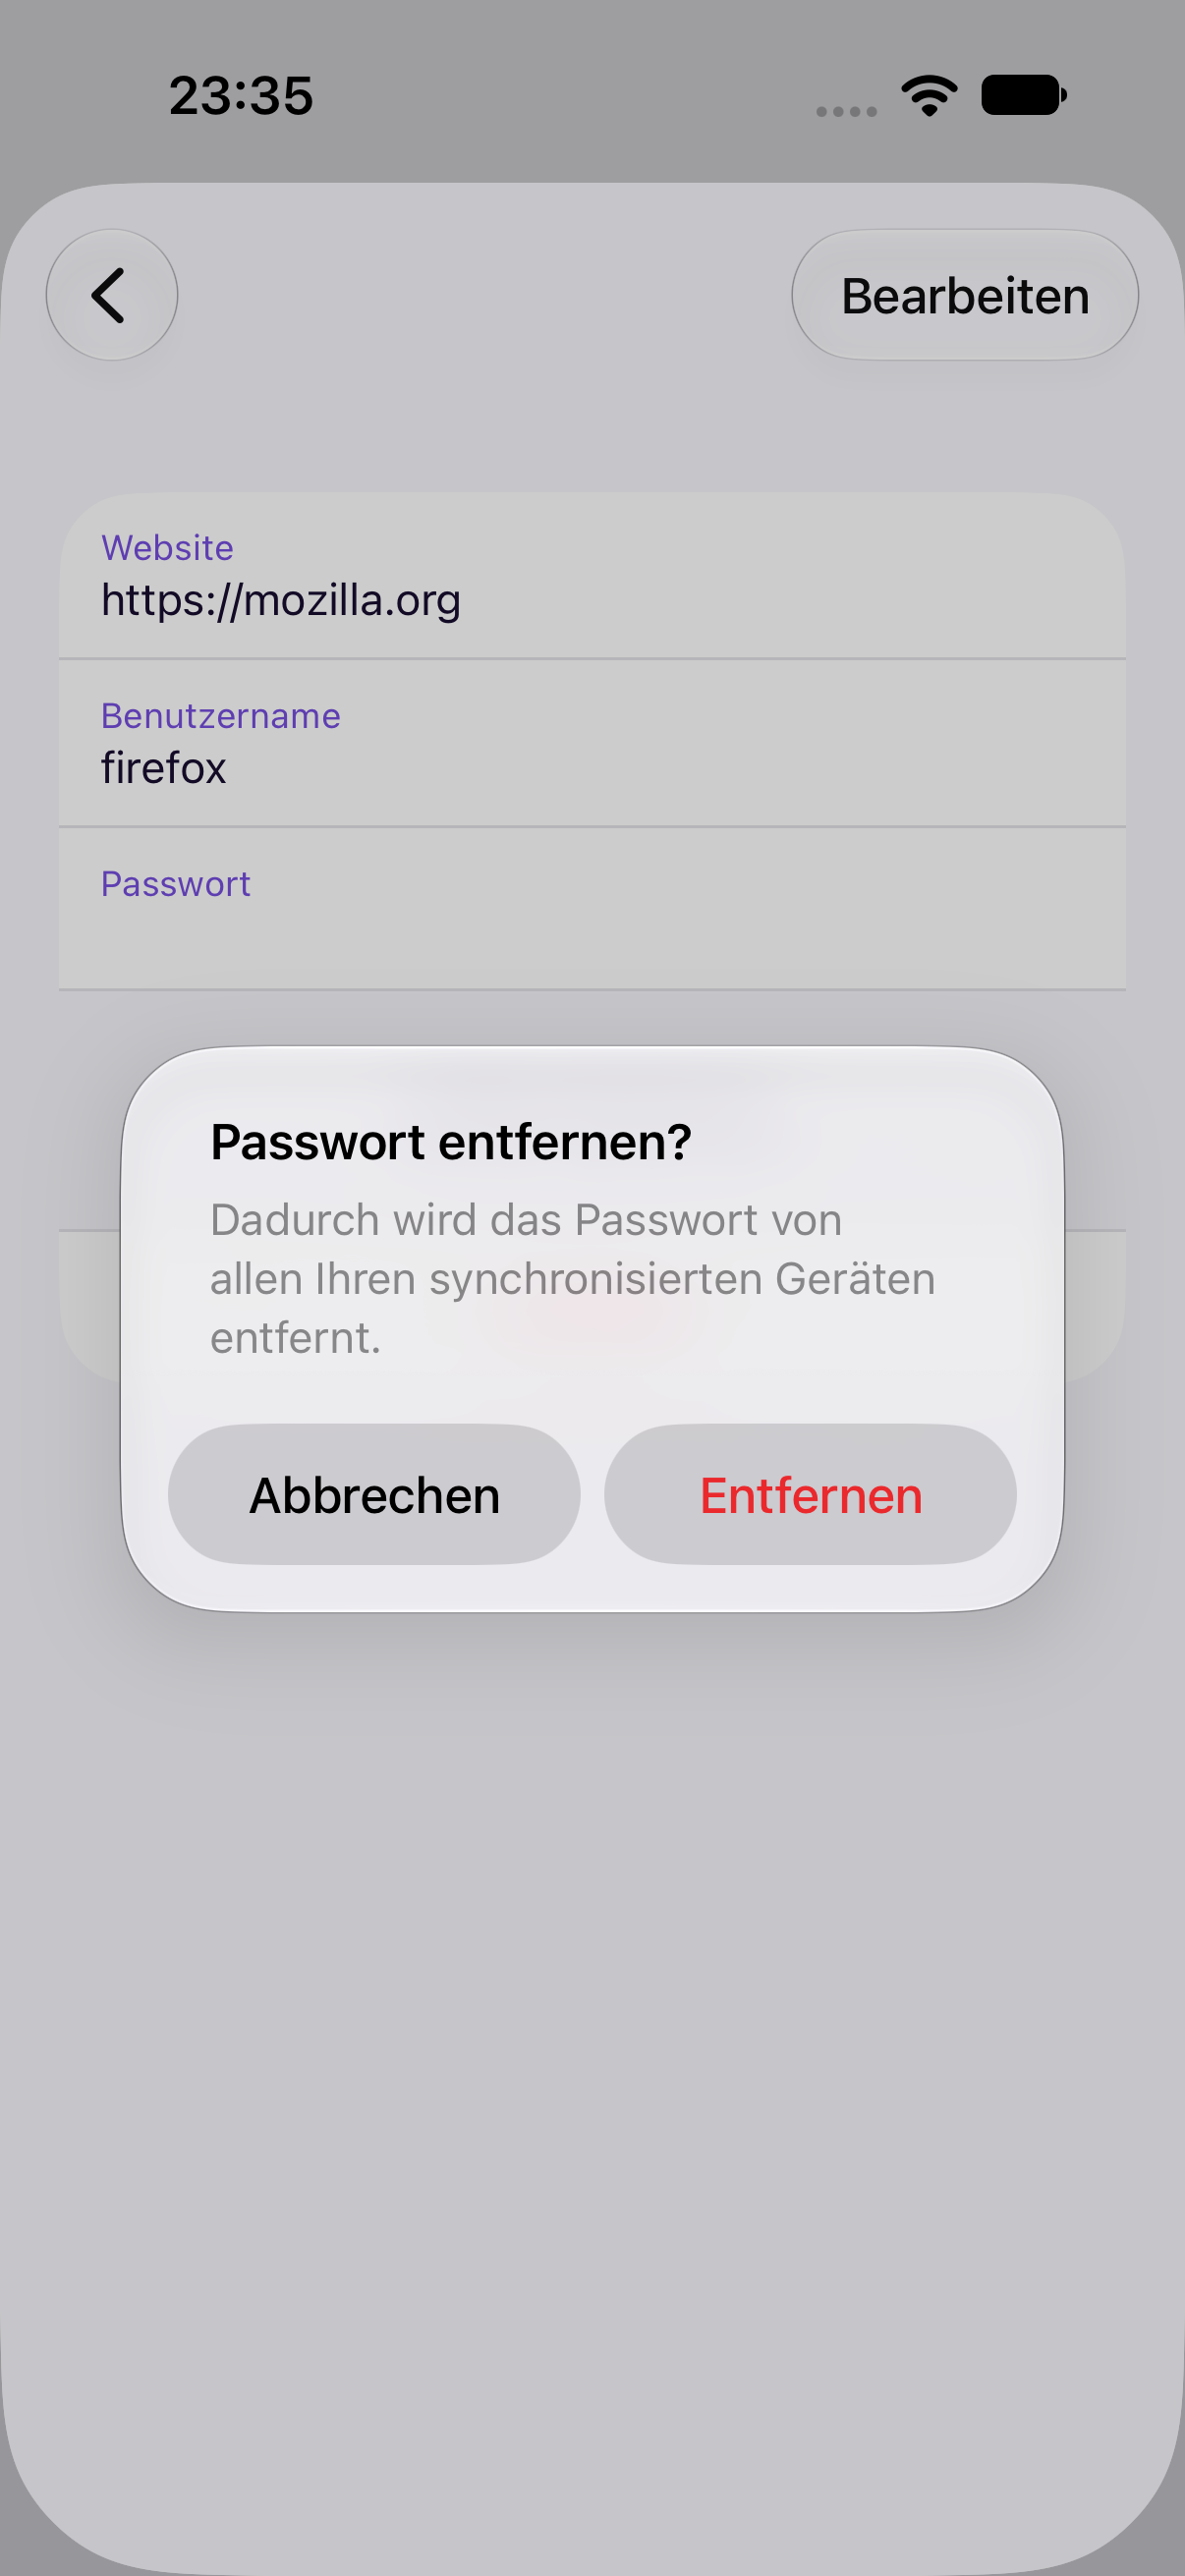 23:35
Bearbeiten
Website
https://mozilla.org
Benutzername
firefox
Passwort
Passwort entfernen?
Dadurch wird das Passwort von
allen Ihren synchronisierten Geräten
entfernt.
Abbrechen
Entfernen